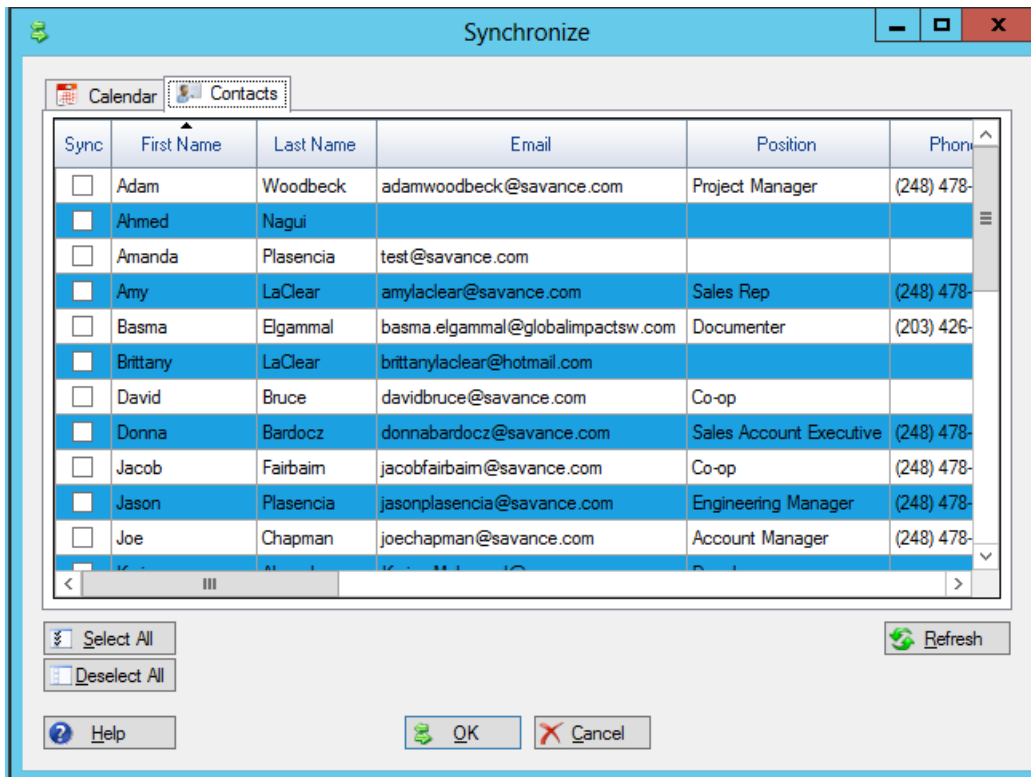 Synchronize
Calendar Contacts
Sync First Name Last Name Email Position Phone
Adam Woodbeck adamwoodbeck@savance.com Project Manager (248) 478-
Ahmed Nagui
Amanda Plasencia test@savance.com
Amy LaClear amylaclear@savance.com Sales Rep (248) 478-
Basma Elgammal basma.elgammal@globalimpactsw.com Documenter (203) 426-
Brittany LaClear brittanylaclear@hotmail.com
David Bruce davidbruce@savance.com Co-op
Donna Bardocz donnabardocz@savance.com Sales Account Executive (248) 478-
Jacob Fairbairn jacobfairbairn@savance.com Co-op (248) 478-
Jason Plasencia jasonplasencia@savance.com Engineering Manager (248) 478-
Joe Chapman joechapman@savance.com Account Manager (248) 478-
Select All Refresh
Deselect All
Help OK Cancel